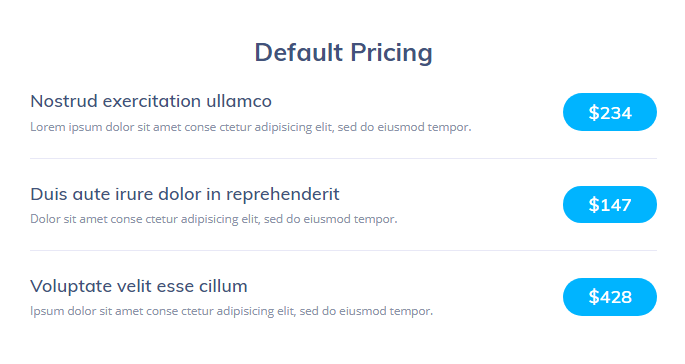 Default Pricing
Nostrud exercitation ullamco
$234
Lorem ipsum dolor sit amet conse ctetur adipisicing elit, sed do eiusmod tempor.
Duis aute irure dolor in reprehenderit
$147
Dolor sit amet conse ctetur adipisicing elit, sed do eiusmod tempor.
Voluptate velit esse cillum
$428
Ipsum dolor sit amet conse ctetur adipisicing elit, sed do eiusmod tempor.